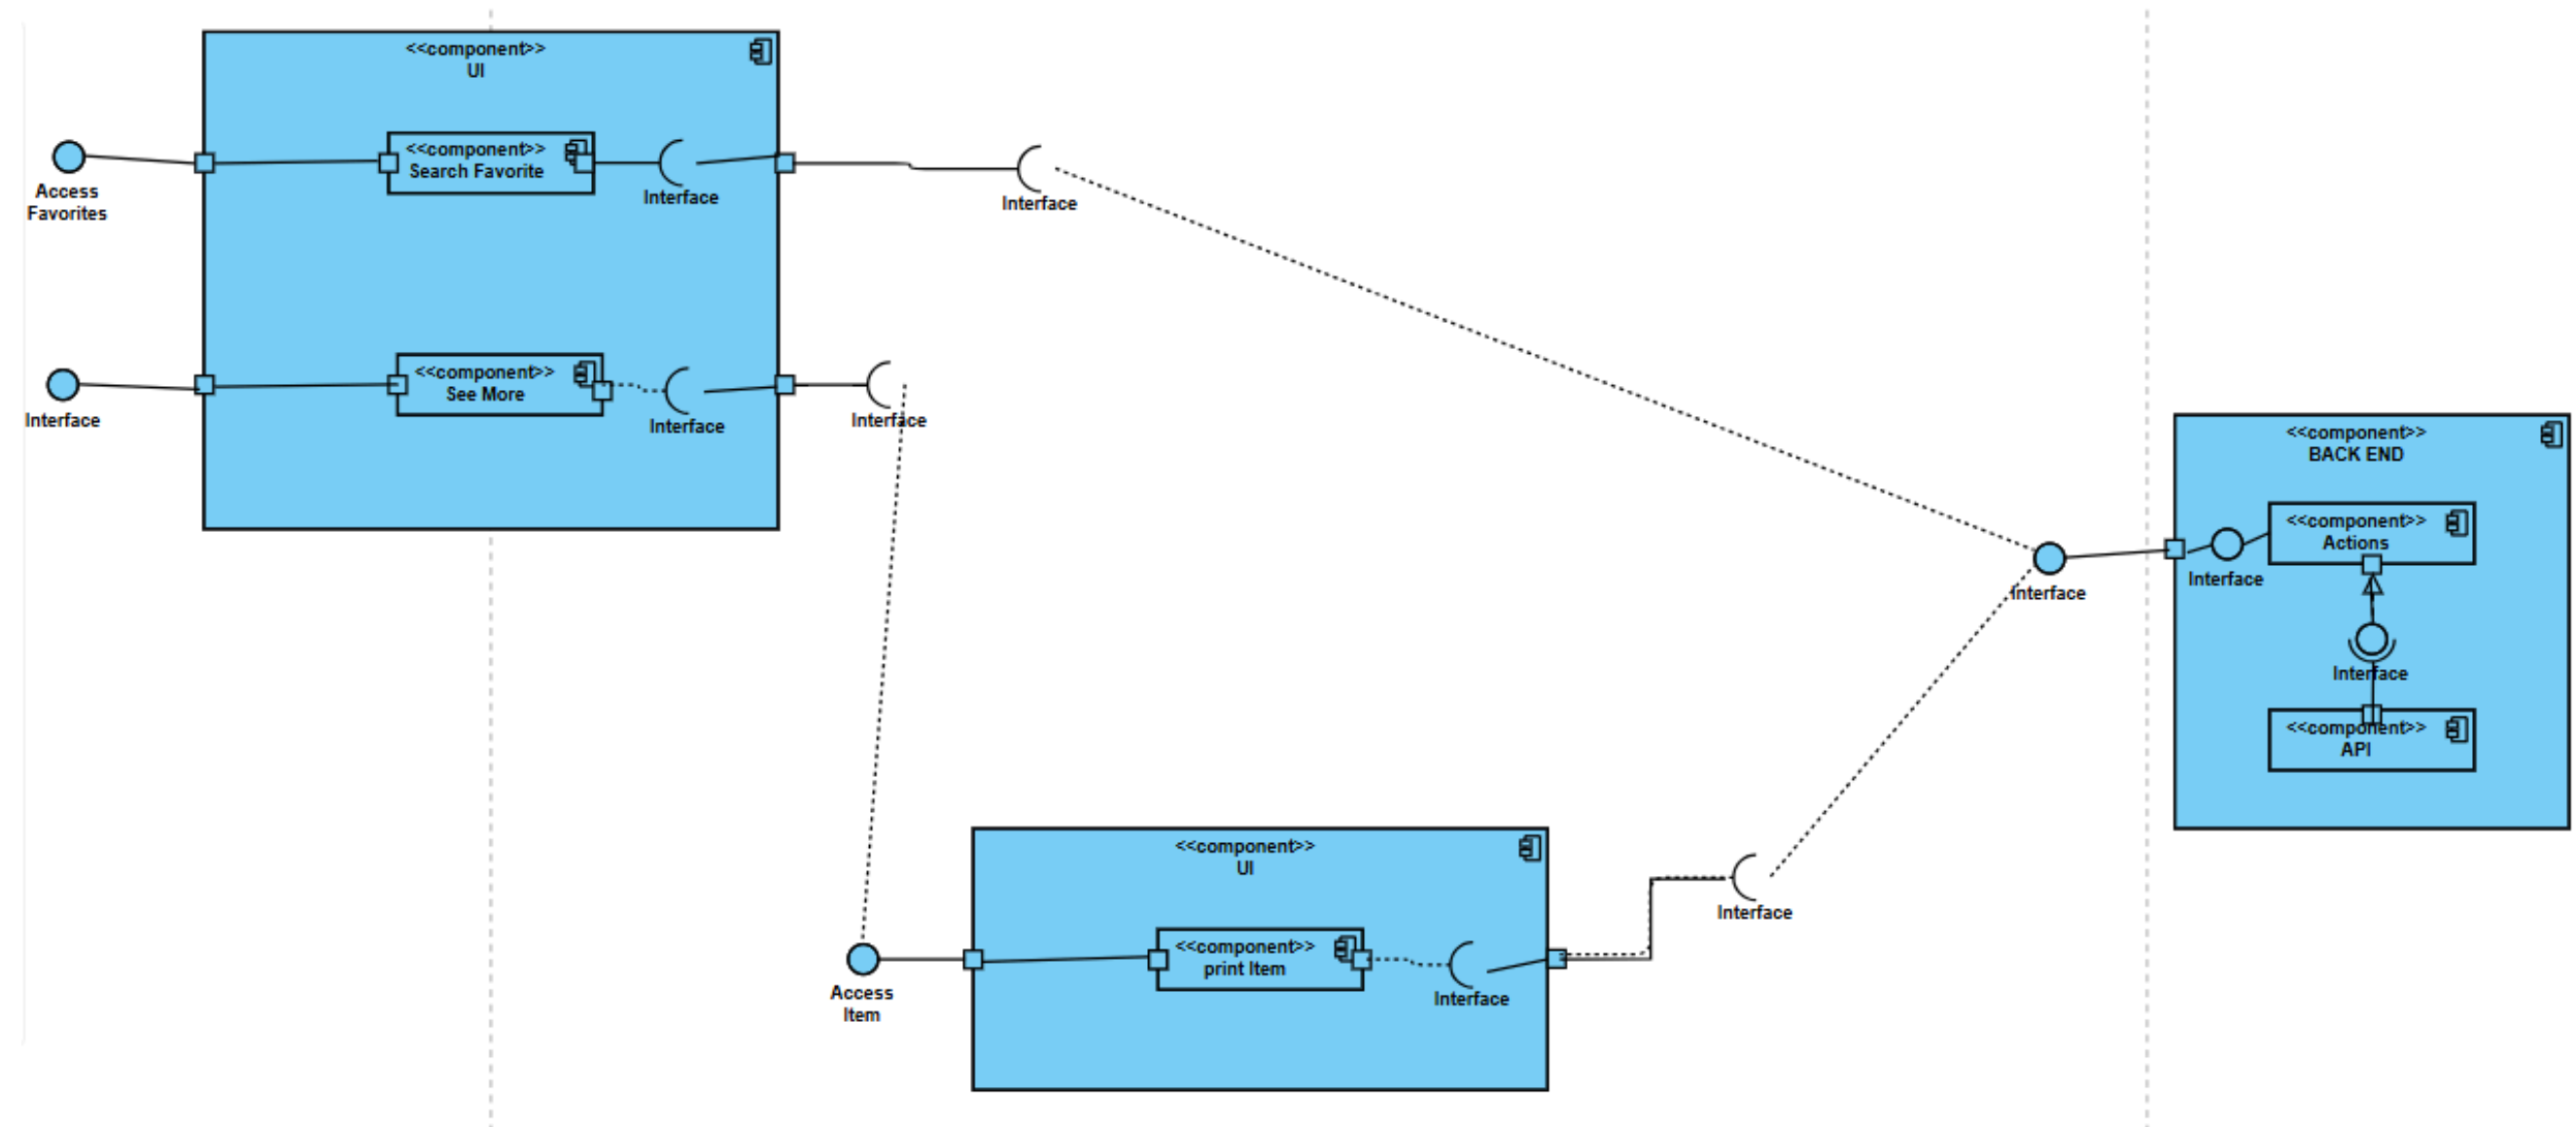 <<component>>
UI
<<component>>
Search Favorite
Interface
Access
Favorites
Interface
<<component>>
See More
Interface
Interface
Interface
<<component>>
BACK END
<<component>>
Actions
Interface
Interface
Interface
<<component>>
API
<<component>>
UI
<<component>>
print Item
Interface
Interface
Access
Item